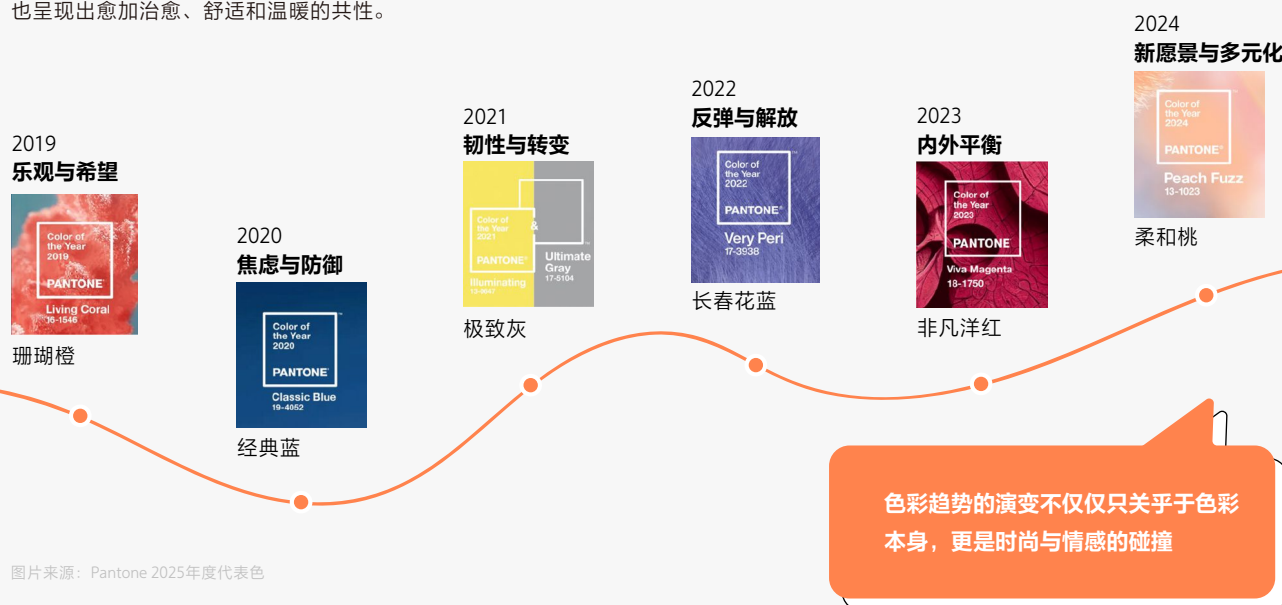 也呈现出愈加治愈、舒适和温暖的共性。
2019
乐观与希望
Color of
the Year
2019
PANTONE
Living Coral
16-1546
珊瑚橙
2020
焦虑与防御
Color of
the Year
2020
PANTONE
Classic Blue
19-4052
经典蓝
2021
韧性与转变
Color of
the Year
2021
PANTONE®
Illuminating
13-0647
&
Ultimate
Gray
17-5104
极致灰
2022
反弹与解放
Color of
the Year
2022
PANTONE®
Very Peri
17-3938
长春花蓝
2023
内外平衡
Color of
the Year
2023
PANTONE
Viva Magenta
18-1750
非凡洋红
2024
新愿景与多元化
Color of
the Year
2024
PANTONE®
Peach Fuzz
13-1023
柔和桃
色彩趋势的演变不仅仅只关乎于色彩
本身，更是时尚与情感的碰撞
图片来源：Pantone 2025年度代表色